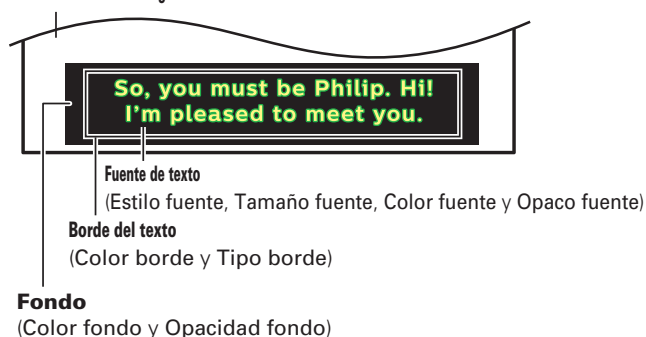 So, you must be Philip. Hi!
I'm pleased to meet you.
Fuente de texto
(Estilo fuente, Tamaño fuente, Color fuente y Opaco fuente)
Borde del texto
(Color borde y Tipo borde)
Fondo
(Color fondo y Opacidad fondo)